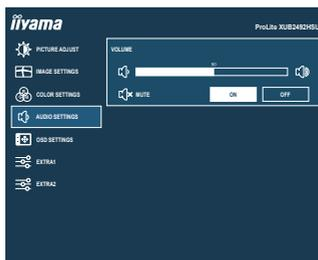 iiyama
ProLite XUB2492HSU
PICTURE ADJUST
VOLUME
50
IMAGE SETTINGS
COLOR SETTINGS
MUTE
ON
OFF
AUDIO SETTINGS
OSD SETTINGS
EXTRA1
EXTRA2